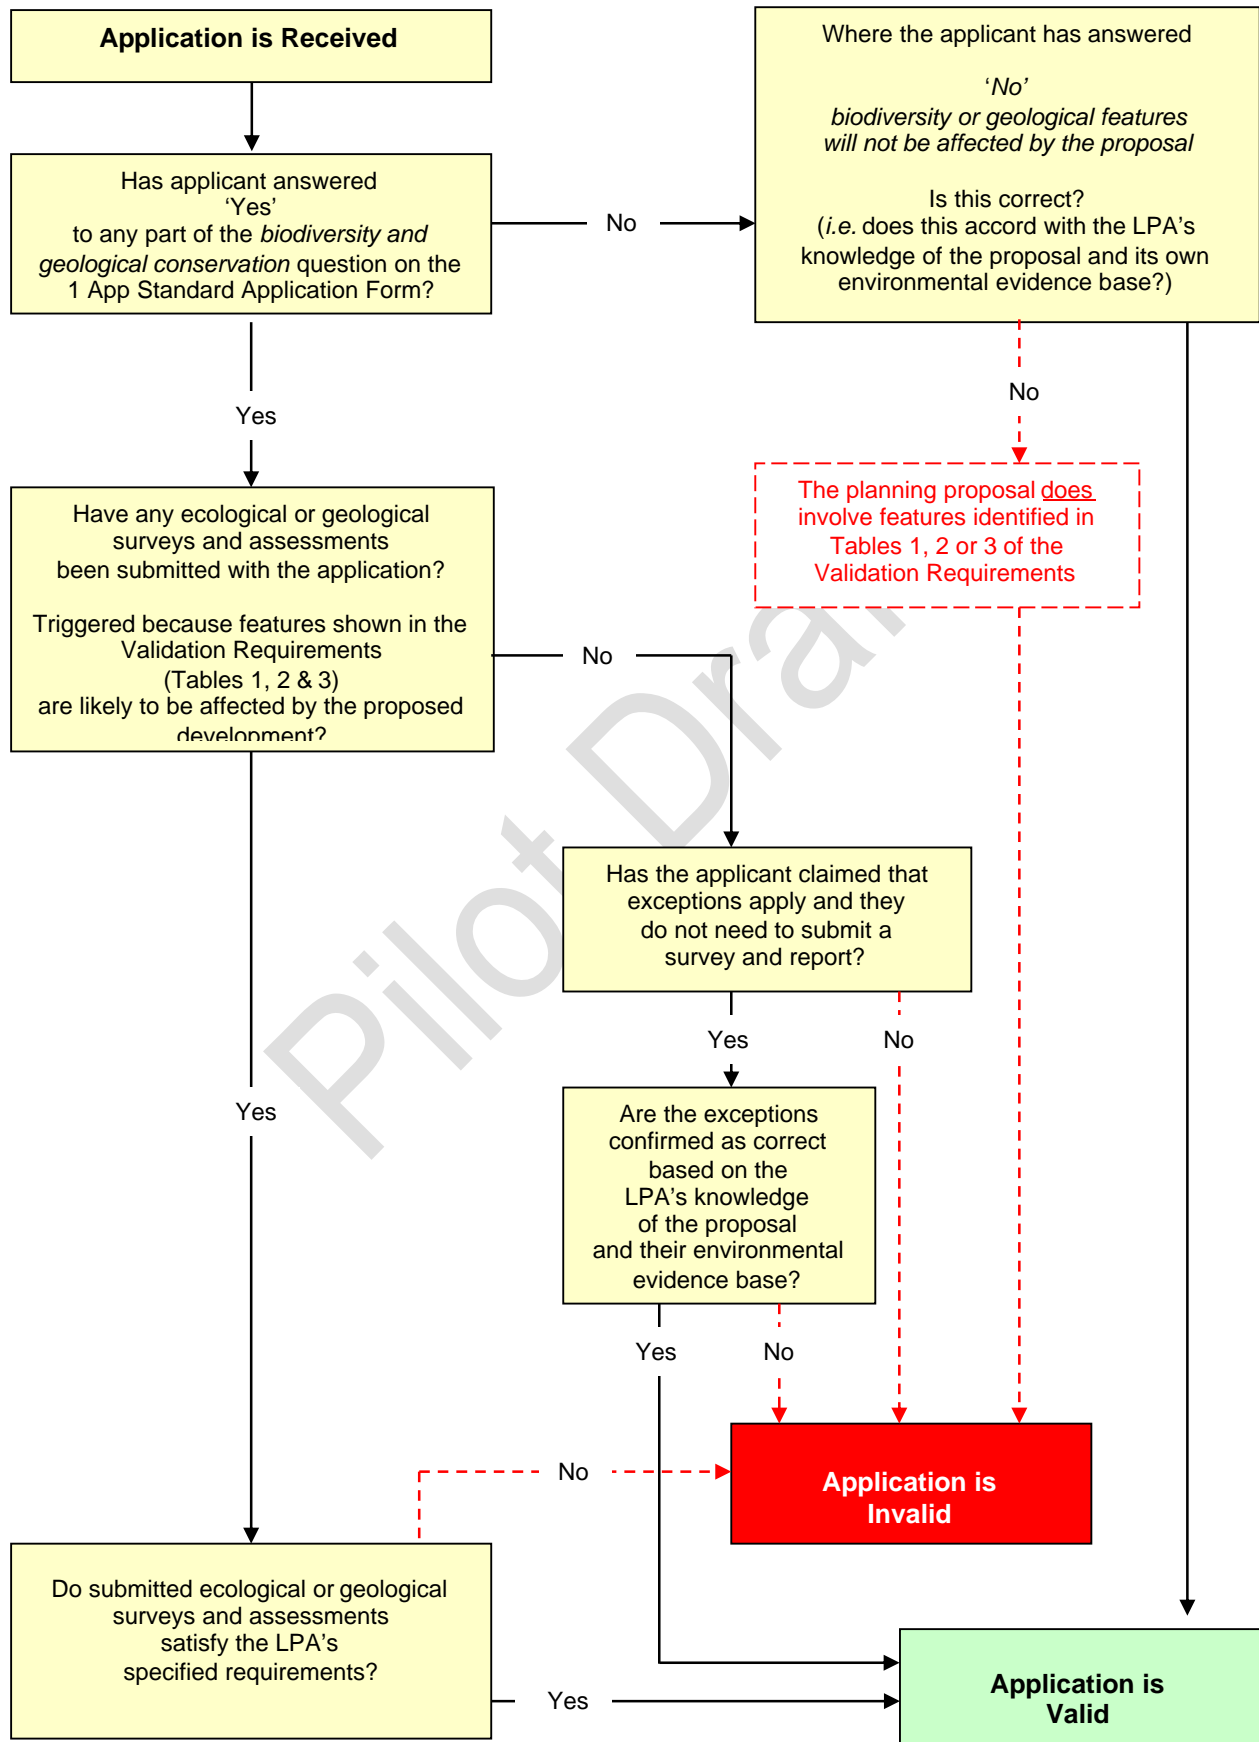 Application is Received
Where the applicant has answered
‘No’
biodiversity or geological features
will not be affected by the proposal
Is this correct?
(i.e. does this accord with the LPA’s
knowledge of the proposal and its own
environmental evidence base?)
Has applicant answered
‘Yes’
to any part of the biodiversity and
geological conservation question on the
1 App Standard Application Form?
No
Yes
No
The planning proposal does
involve features identified in
Tables 1, 2 or 3 of the
Validation Requirements
Have any ecological or geological
surveys and assessments
been submitted with the application?
Triggered because features shown in the
Validation Requirements
(Tables 1, 2 & 3)
are likely to be affected by the proposed
development?
No
Has the applicant claimed that
exceptions apply and they
do not need to submit a
survey and report?
Yes
No
Yes
Are the exceptions
confirmed as correct
based on the
LPA’s knowledge
of the proposal
and their environmental
evidence base?
Yes
No
No
Application is
Invalid
Do submitted ecological or geological
surveys and assessments
satisfy the LPA’s
specified requirements?
Yes
Application is
Valid
Pilot Dra